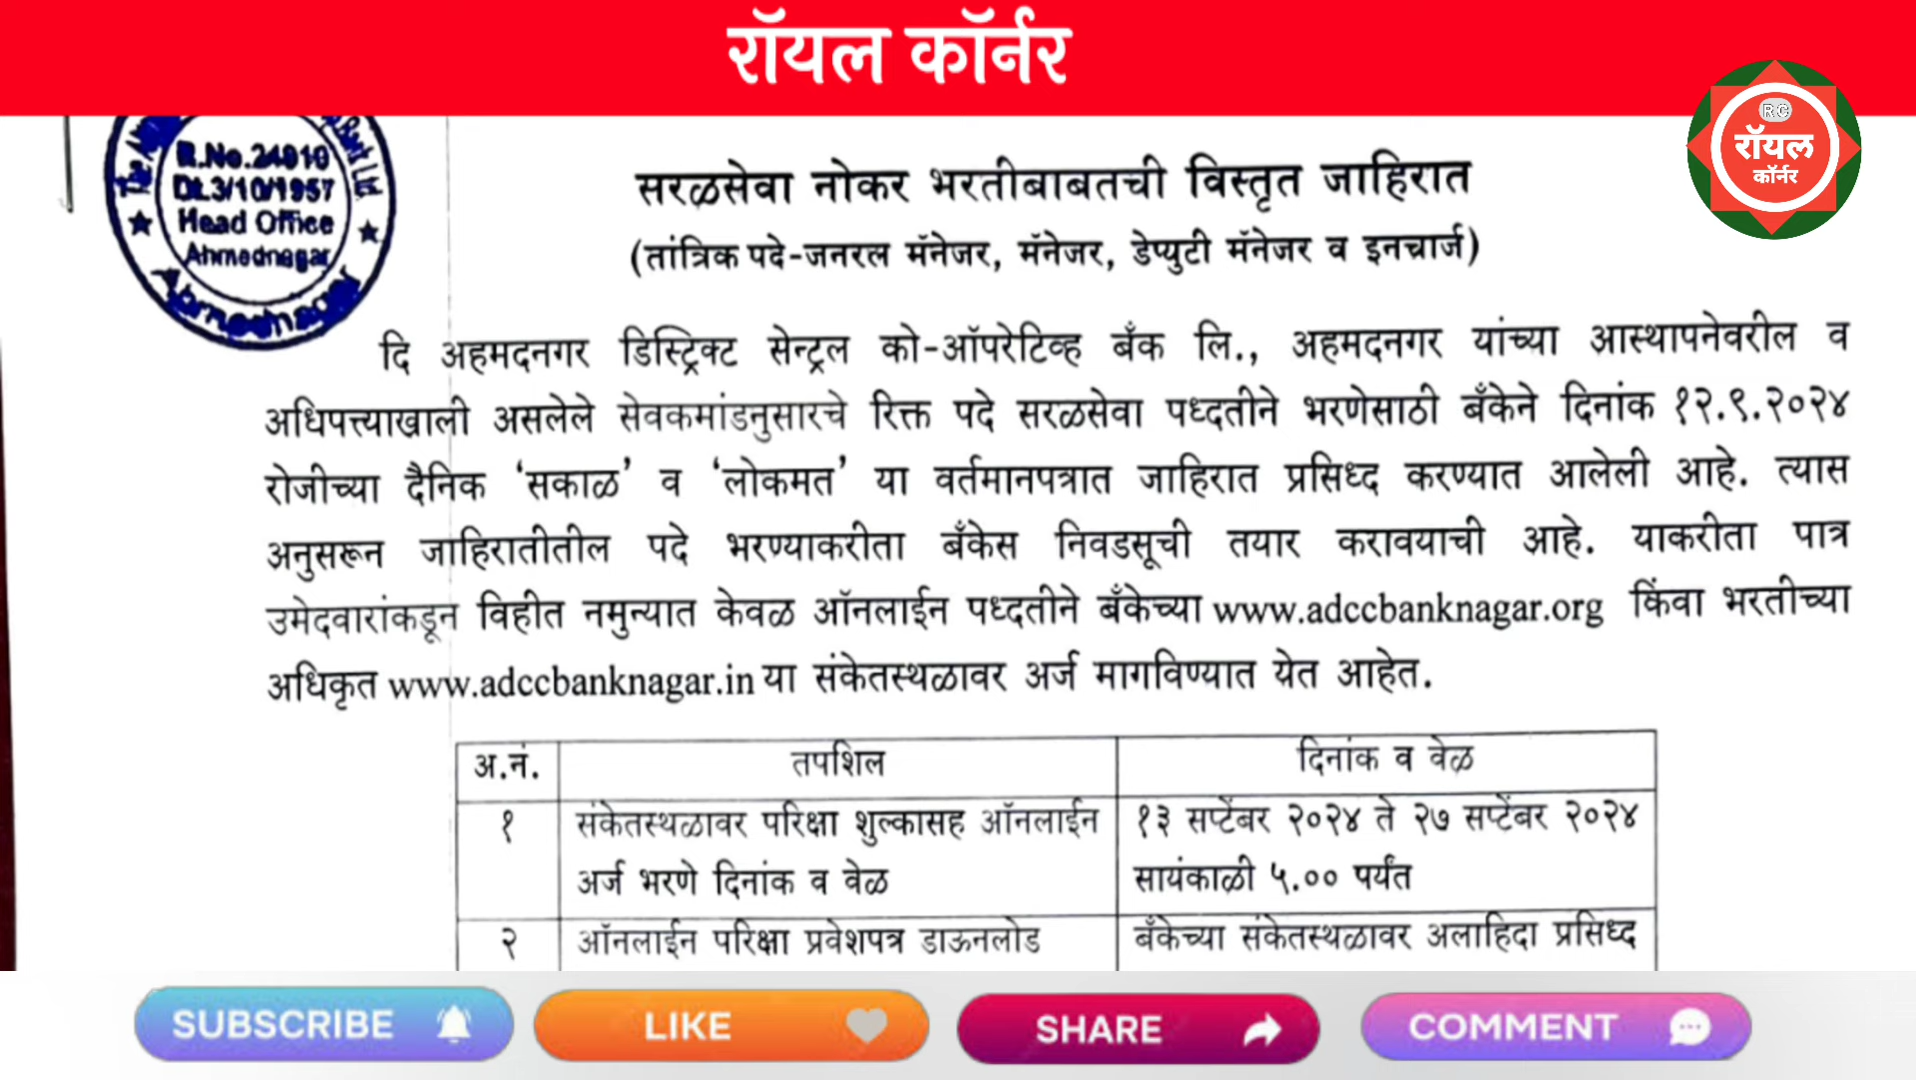 रॉयल कॉर्नर
RC
रॉयल
कॉर्नर
R.No.24010
Dt.3/10/1957
Head Office
Ahmednagar
Ahmednagar
सरळसेवा नोकर भरतीबाबतची विस्तृत जाहिरात
(तांत्रिक पदे-जनरल मॅनेजर, मॅनेजर, डेप्युटी मॅनेजर व इनचार्ज)
दि अहमदनगर डिस्ट्रिक्ट सेन्ट्रल को-ऑपरेटिव्ह बँक लि., अहमदनगर यांच्या आस्थापनेवरील व
अधिपत्त्याखाली असलेले सेवकमांडनुसारचे रिक्त पदे सरळसेवा पध्दतीने भरणेसाठी बँकेने दिनांक १२.९.२०२४
रोजीच्या दैनिक ‘सकाळ’ व ‘लोकमत’ या वर्तमानपत्रात जाहिरात प्रसिध्द करण्यात आलेली आहे. त्यास
अनुसरून जाहिरातीतील पदे भरण्याकरीता बँकेस निवडसूची तयार करावयाची आहे. याकरीता पात्र
उमेदवारांकडून विहीत नमुन्यात केवळ ऑनलाईन पध्दतीने बँकेच्या www.adccbanknagar.org किंवा भरतीच्या
अधिकृत www.adccbanknagar.in या संकेतस्थळावर अर्ज मागविण्यात येत आहेत.
अ.नं. तपशिल दिनांक व वेळ
१ संकेतस्थळावर परिक्षा शुल्कासह ऑनलाईन १३ सप्टेंबर २०२४ ते २७ सप्टेंबर २०२४
अर्ज भरणे दिनांक व वेळ सायंकाळी ५.०० पर्यंत
२ ऑनलाईन परिक्षा प्रवेशपत्र डाऊनलोड बँकेच्या संकेतस्थळावर अलाहिदा प्रसिध्द
SUBSCRIBE LIKE SHARE COMMENT